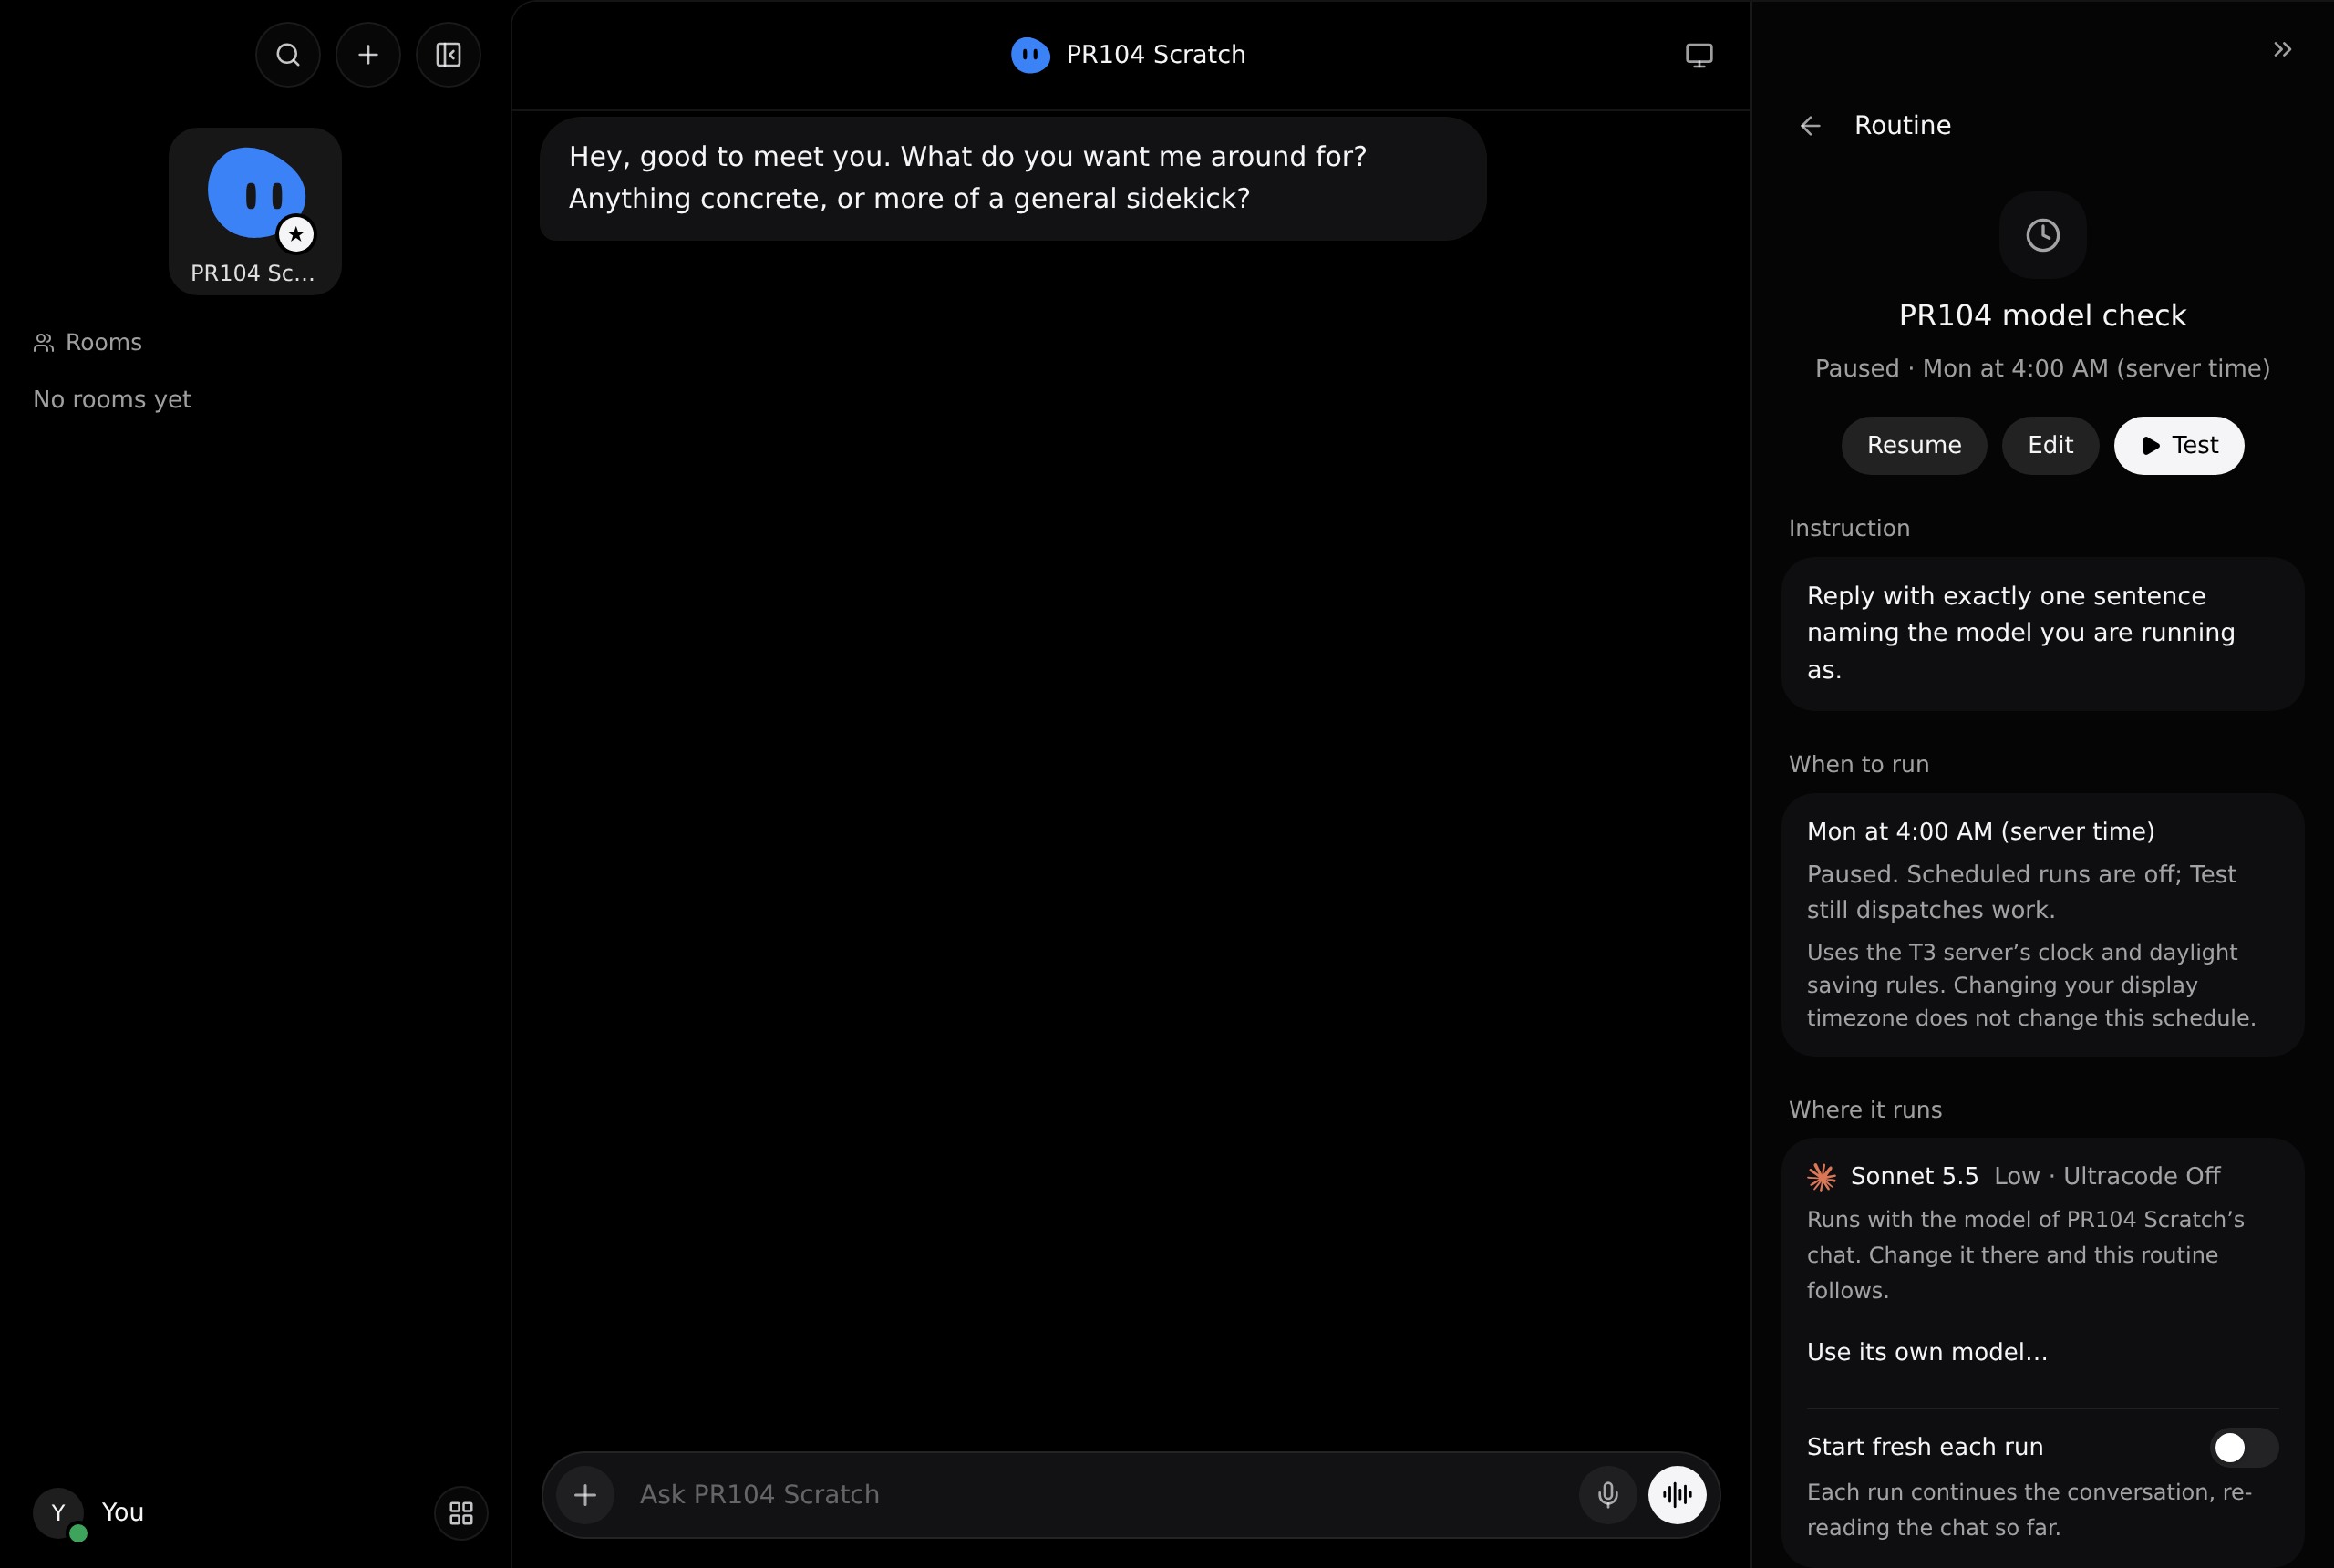 PR104 Sc...
Rooms
No rooms yet
Y
You
PR104 Scratch
Hey, good to meet you. What do you want me around for?
Anything concrete, or more of a general sidekick?
Ask PR104 Scratch
Routine
PR104 model check
Paused · Mon at 4:00 AM (server time)
Resume Edit Test
Instruction
Reply with exactly one sentence
naming the model you are running
as.
When to run
Mon at 4:00 AM (server time)
Paused. Scheduled runs are off; Test
still dispatches work.
Uses the T3 server’s clock and daylight
saving rules. Changing your display
timezone does not change this schedule.
Where it runs
Sonnet 5.5 Low · Ultracode Off
Runs with the model of PR104 Scratch’s
chat. Change it there and this routine
follows.
Use its own model...
Start fresh each run
Each run continues the conversation, re-
reading the chat so far.